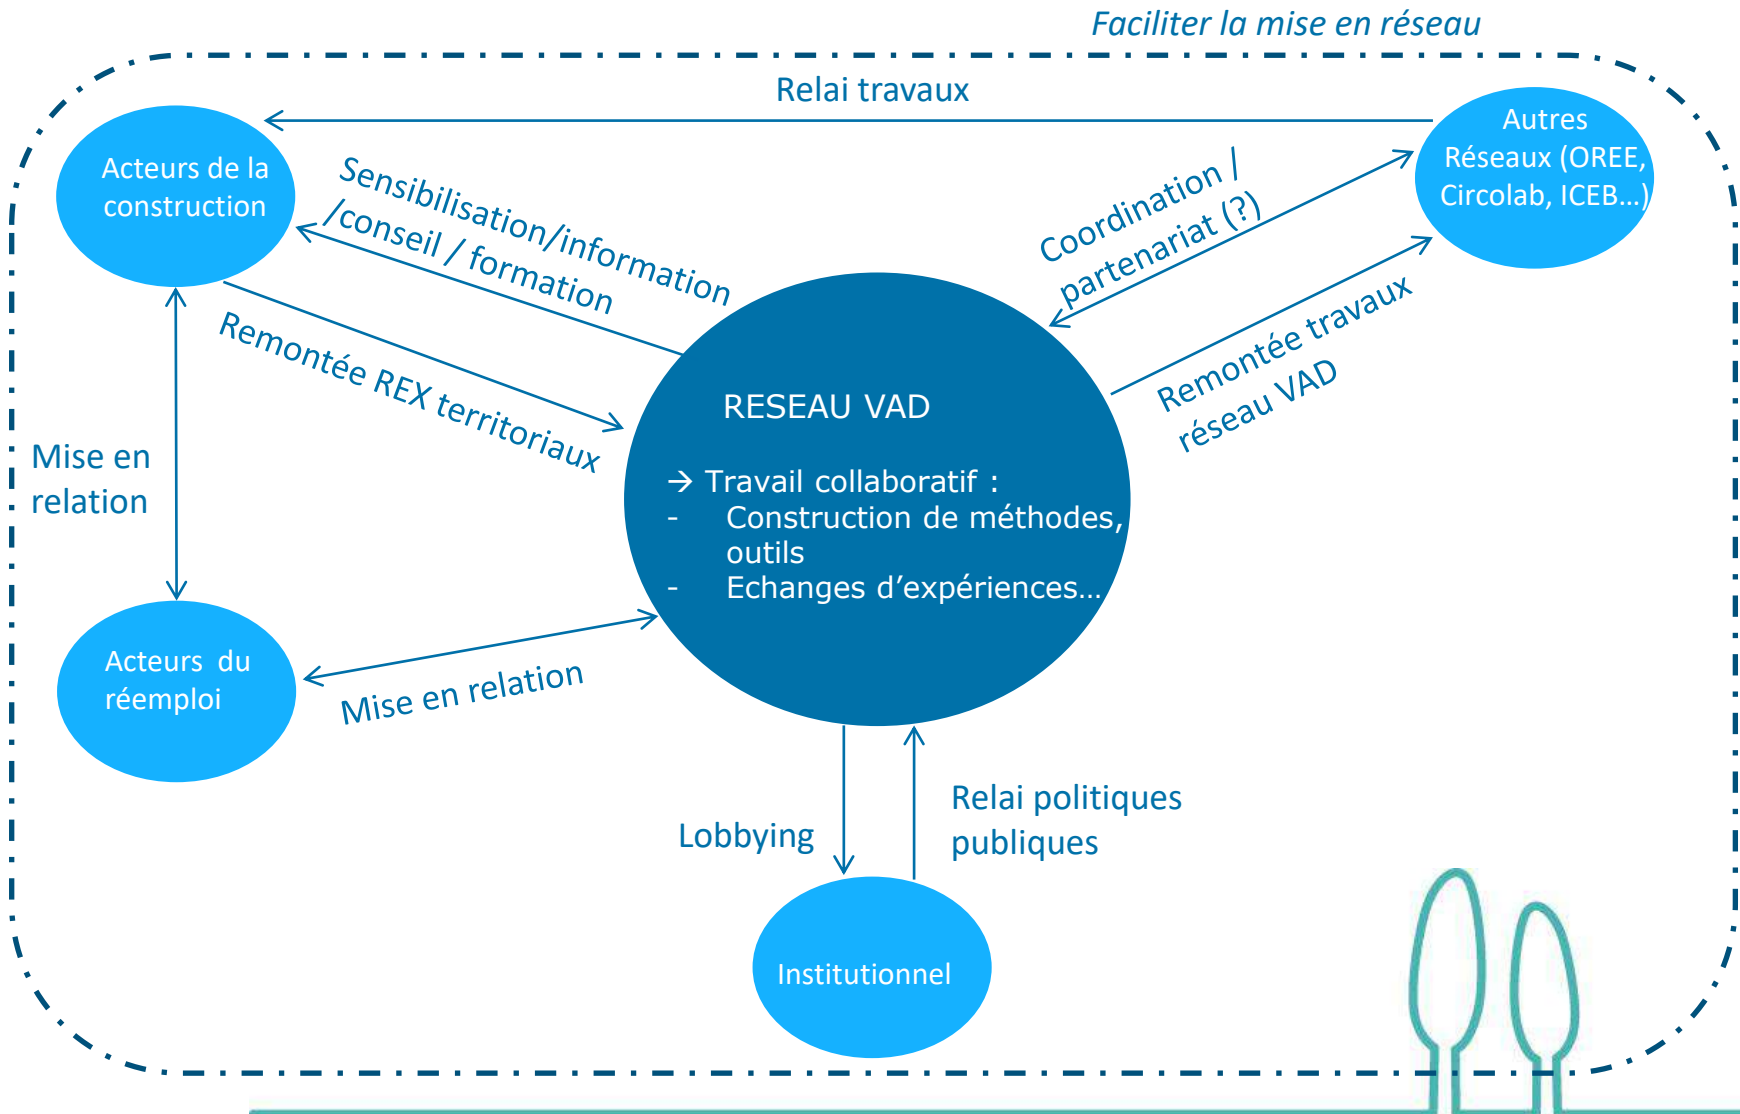 Faciliter la mise en réseau
Relai travaux
Acteurs de la
construction
Autres
Réseaux (OREE,
Circolab, ICEB…)
Sensibilisation/information
/conseil / formation
Coordination /
partenariat (?)
Remontée REX territoriaux
Remontée travaux
réseau VAD
Mise en
relation
RESEAU VAD
→ Travail collaboratif :
- Construction de méthodes,
outils
- Echanges d’expériences…
Acteurs du
réemploi
Mise en relation
Lobbying
Relai politiques
publiques
Institutionnel